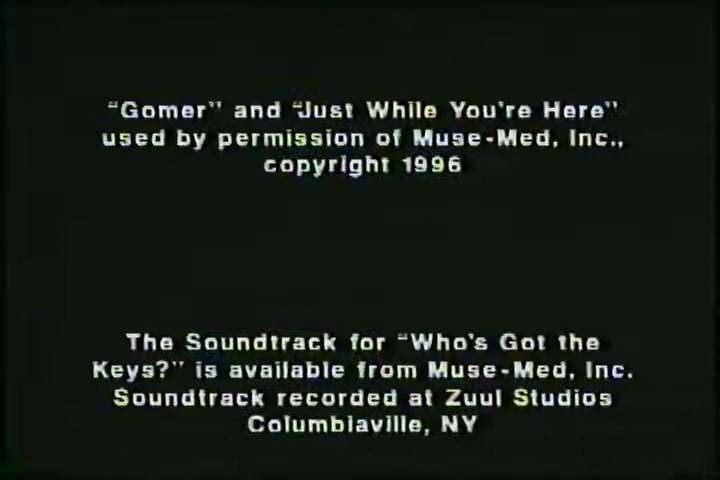 “Gomer” and “Just While You're Here”
used by permission of Muse-Med, Inc.,
copyright 1996
The Soundtrack for “Who's Got the
Keys?” is available from Muse-Med, Inc.
Soundtrack recorded at Zuul Studios
Columbiaville, NY